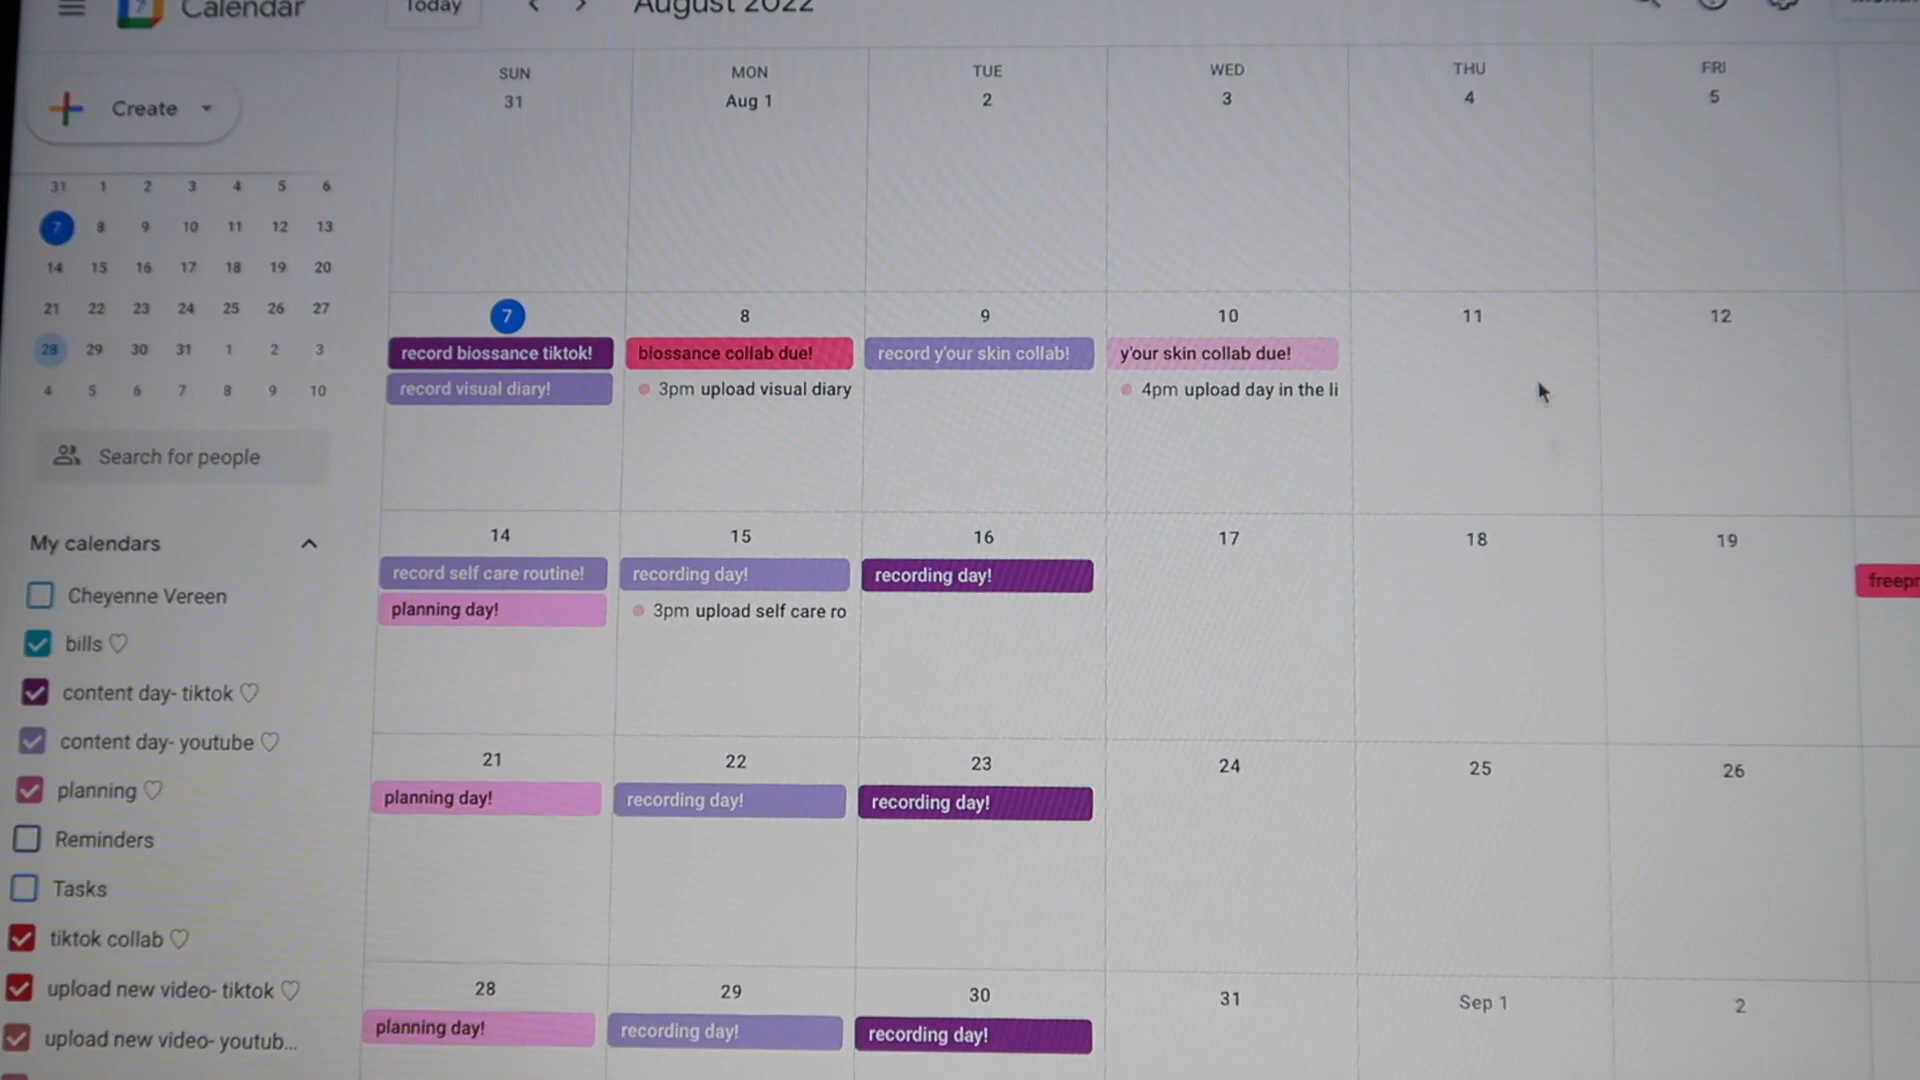 7 Calendar Today < > August 2022
Create
SUN MON TUE WED THU FRI
31 Aug 1 2 3 4 5
31 1 2 3 4 5 6
7 8 9 10 11 12 13
14 15 16 17 18 19 20
21 22 23 24 25 26 27
28 29 30 31 1 2 3
4 5 6 7 8 9 10
Search for people
My calendars
Cheyenne Vereen
bills ♡
content day- tiktok ♡
content day- youtube ♡
planning ♡
Reminders
Tasks
tiktok collab ♡
upload new video- tiktok ♡
upload new video- youtub...
7 8 9 10 11 12
record biossance tiktok! biossance collab due! record y'our skin collab! y'our skin collab due!
record visual diary! 3pm upload visual diary 4pm upload day in the li
14 15 16 17 18 19
record self care routine! recording day! recording day! freepr
planning day! 3pm upload self care ro
21 22 23 24 25 26
planning day! recording day! recording day!
28 29 30 31 Sep 1 2
planning day! recording day! recording day!